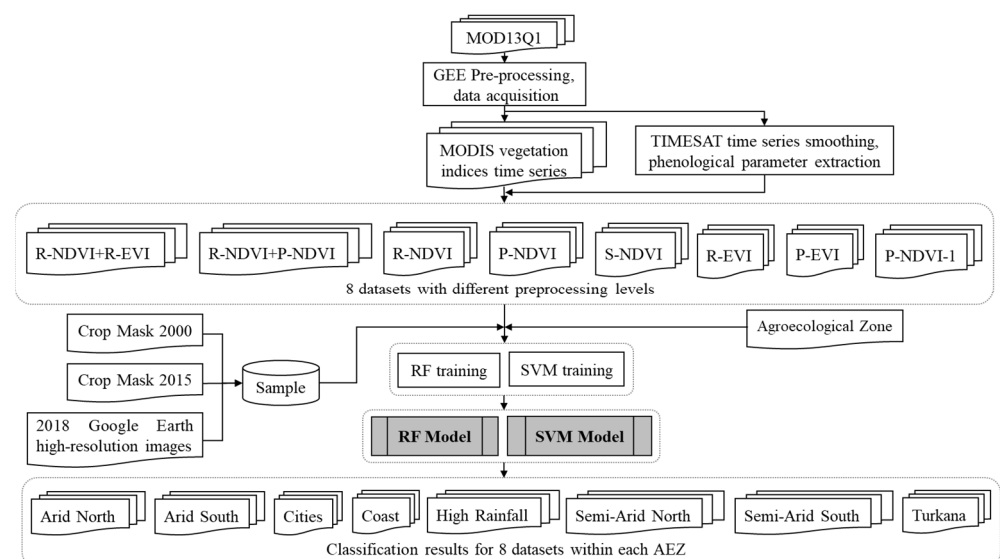 MOD13Q1
GEE Pre-processing,
data acquisition
MODIS vegetation
indices time series
TIMESAT time series smoothing,
phenological parameter extraction
R-NDVI+R-EVI
R-NDVI+P-NDVI
R-NDVI
P-NDVI
S-NDVI
R-EVI
P-EVI
P-NDVI-1
8 datasets with different preprocessing levels
Crop Mask 2000
Crop Mask 2015
2018 Google Earth
high-resolution images
Sample
Agroecological Zone
RF training
SVM training
RF Model
SVM Model
Arid North
Arid South
Cities
Coast
High Rainfall
Semi-Arid North
Semi-Arid South
Turkana
Classification results for 8 datasets within each AEZ